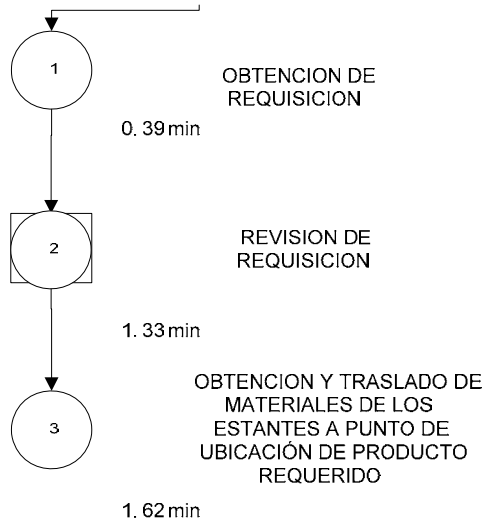 1
OBTENCION DE
REQUISICION
0.39 min
2
REVISION DE
REQUISICION
1.33 min
OBTENCION Y TRASLADO DE
MATERIALES DE LOS
3
ESTANTES A PUNTO DE
UBICACIÓN DE PRODUCTO
REQUERIDO
1.62 min